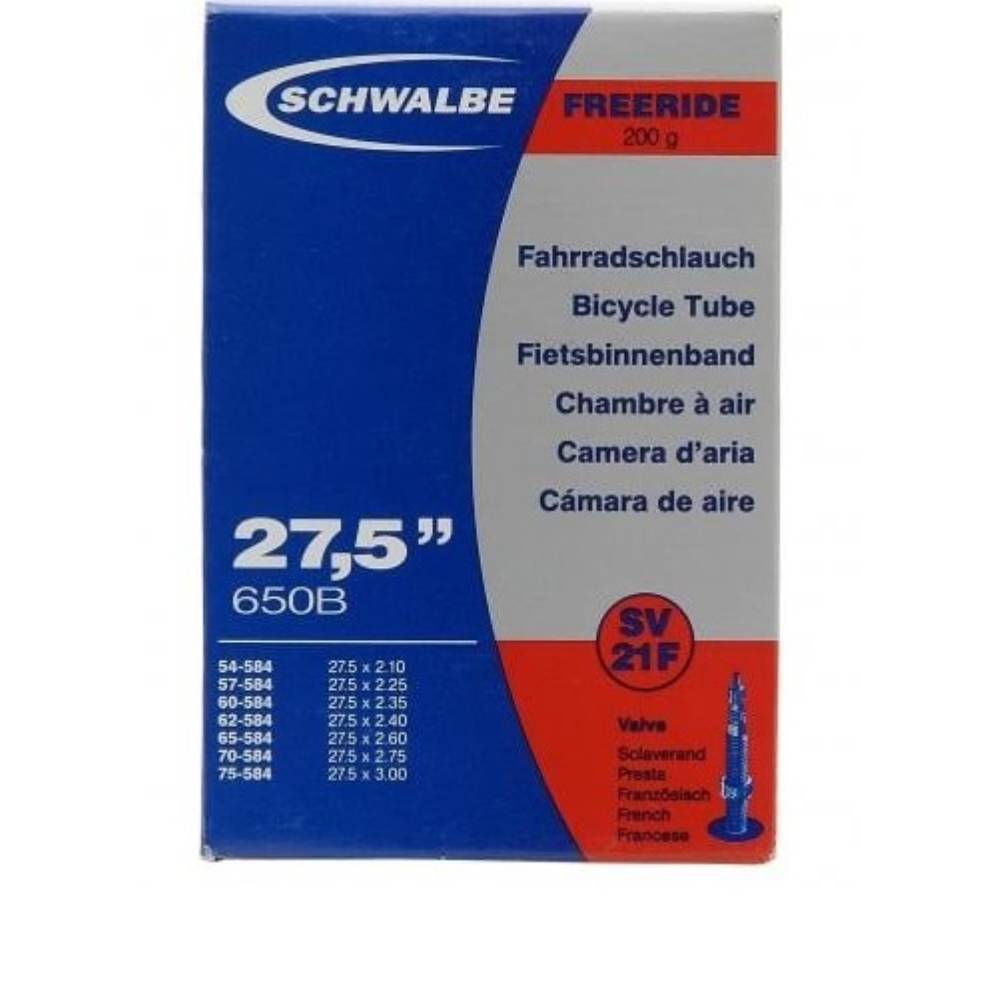 SCHWALBE
FREERIDE
200 g
Fahrradschlauch
Bicycle Tube
Fietsbinnenband
Chambre à air
Camera d'aria
Cámara de aire
27,5”
650B
54-584 27.5 x 2.10
57-584 27.5 x 2.25
60-584 27.5 x 2.35
62-584 27.5 x 2.40
65-584 27.5 x 2.60
70-584 27.5 x 2.75
75-584 27.5 x 3.00
SV
21F
Valve
Sclaverand
Presta
Französisch
French
Francese